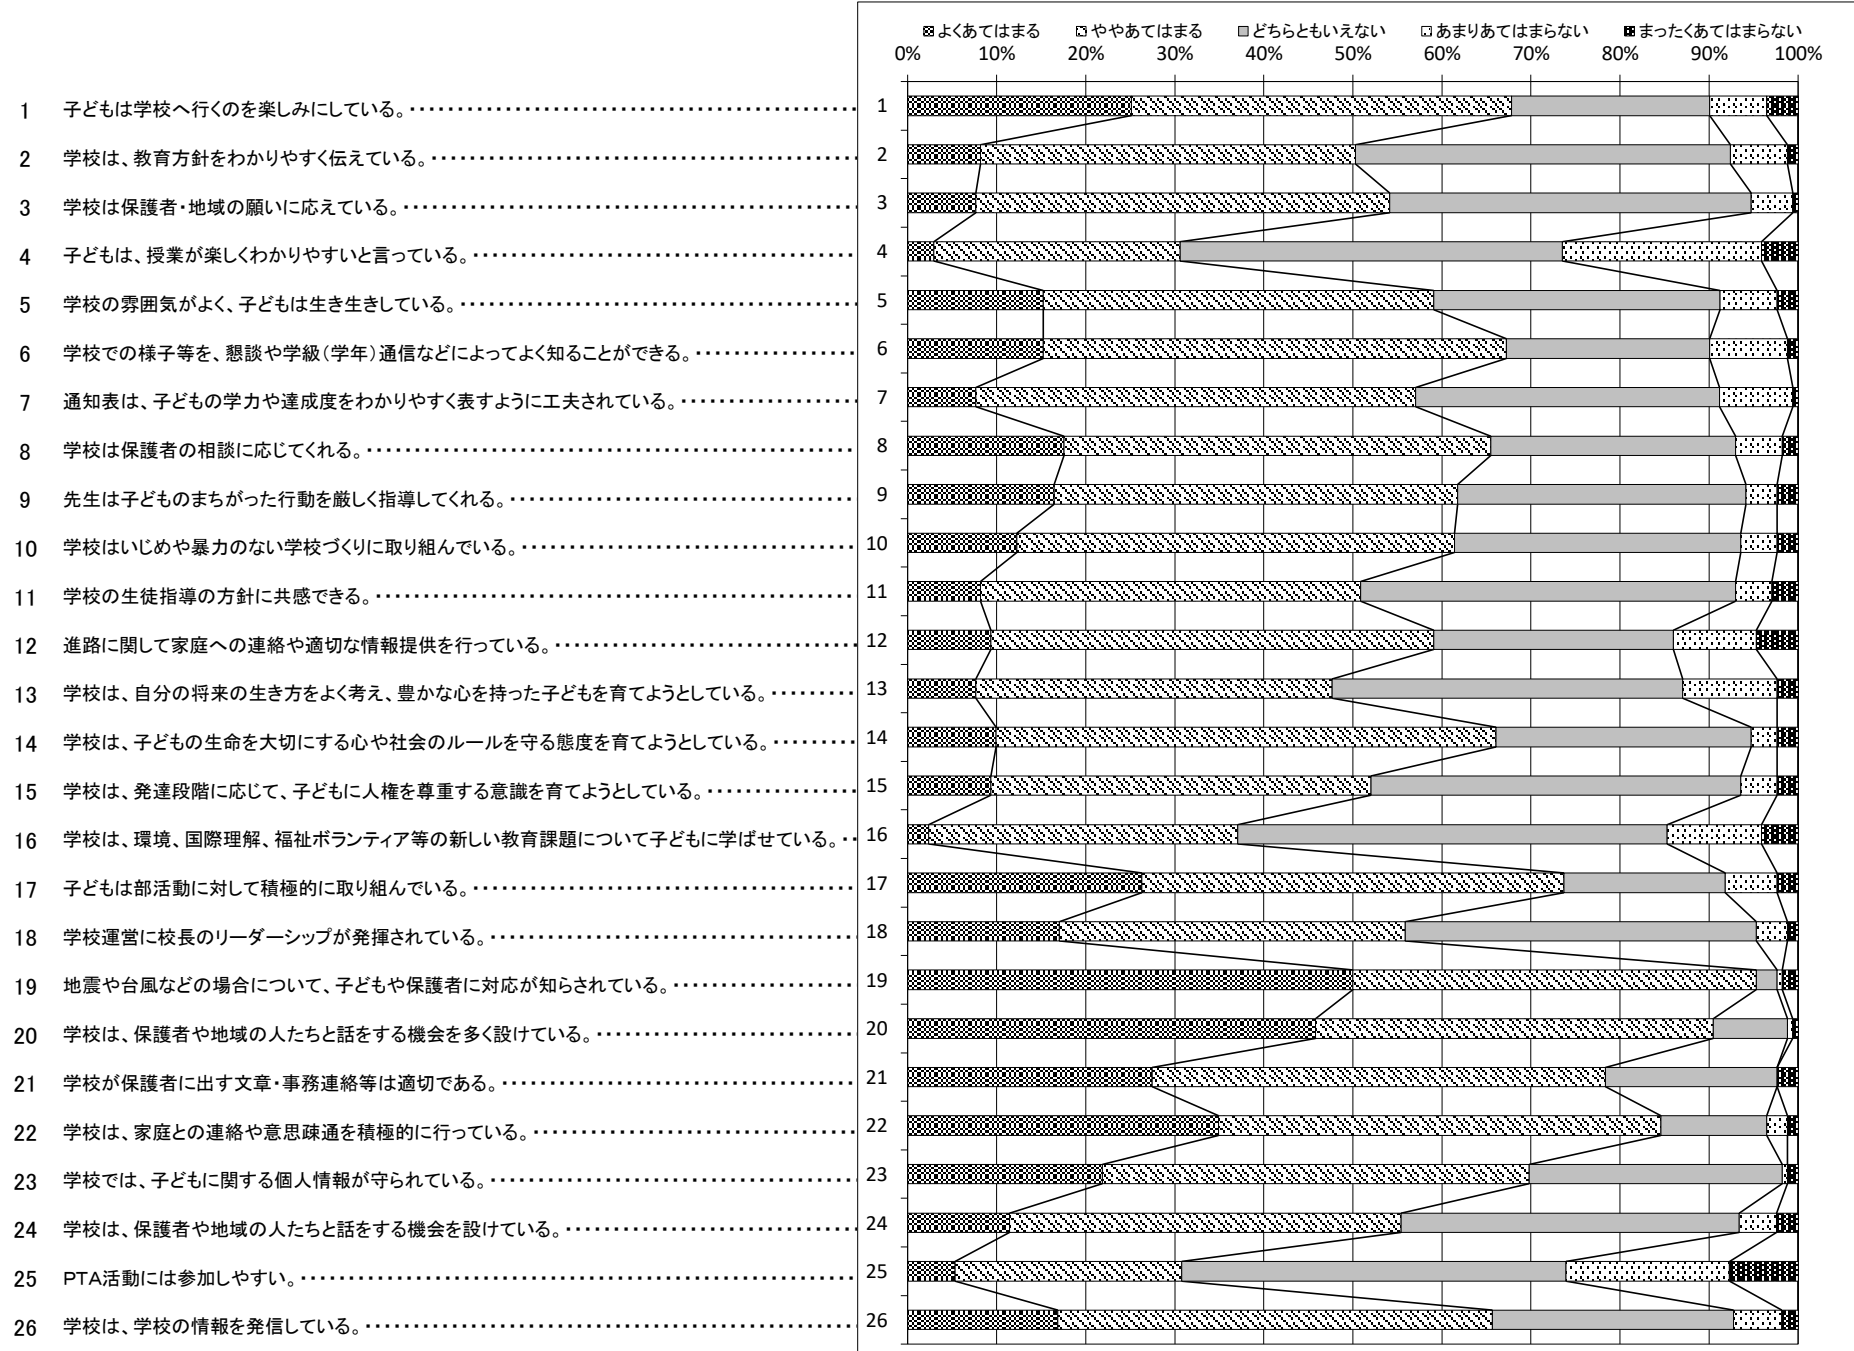 よくあてはまる ややあてはまる どちらともいえない あまりあてはまらない まったくあてはまらない
0% 10% 20% 30% 40% 50% 60% 70% 80% 90% 100%
1 子どもは学校へ行くのを楽しみにしている。 1
2 学校は、教育方針をわかりやすく伝えている。 2
3 学校は保護者・地域の願いに応えている。 3
4 子どもは、授業が楽しくわかりやすいと言っている。 4
5 学校の雰囲気がよく、子どもは生き生きしている。 5
6 学校での様子等を、懇談や学級(学年)通信などによってよく知ることができる。 6
7 通知表は、子どもの学力や達成度をわかりやすく表すように工夫されている。 7
8 学校は保護者の相談に応じてくれる。 8
9 先生は子どものまちがった行動を厳しく指導してくれる。 9
10 学校はいじめや暴力のない学校づくりに取り組んでいる。 10
11 学校の生徒指導の方針に共感できる。 11
12 進路に関して家庭への連絡や適切な情報提供を行っている。 12
13 学校は、自分の将来の生き方をよく考え、豊かな心を持った子どもを育てようとしている。 13
14 学校は、子どもの生命を大切にする心や社会のルールを守る態度を育てようとしている。 14
15 学校は、発達段階に応じて、子どもに人権を尊重する意識を育てようとしている。 15
16 学校は、環境、国際理解、福祉ボランティア等の新しい教育課題について子どもに学ばせている。 16
17 子どもは部活動に対して積極的に取り組んでいる。 17
18 学校運営に校長のリーダーシップが発揮されている。 18
19 地震や台風などの場合について、子どもや保護者に対応が知らされている。 19
20 学校は、保護者や地域の人たちと話をする機会を多く設けている。 20
21 学校が保護者に出す文章・事務連絡等は適切である。 21
22 学校は、家庭との連絡や意思疎通を積極的に行っている。 22
23 学校では、子どもに関する個人情報が守られている。 23
24 学校は、保護者や地域の人たちと話をする機会を設けている。 24
25 PTA活動には参加しやすい。 25
26 学校は、学校の情報を発信している。 26